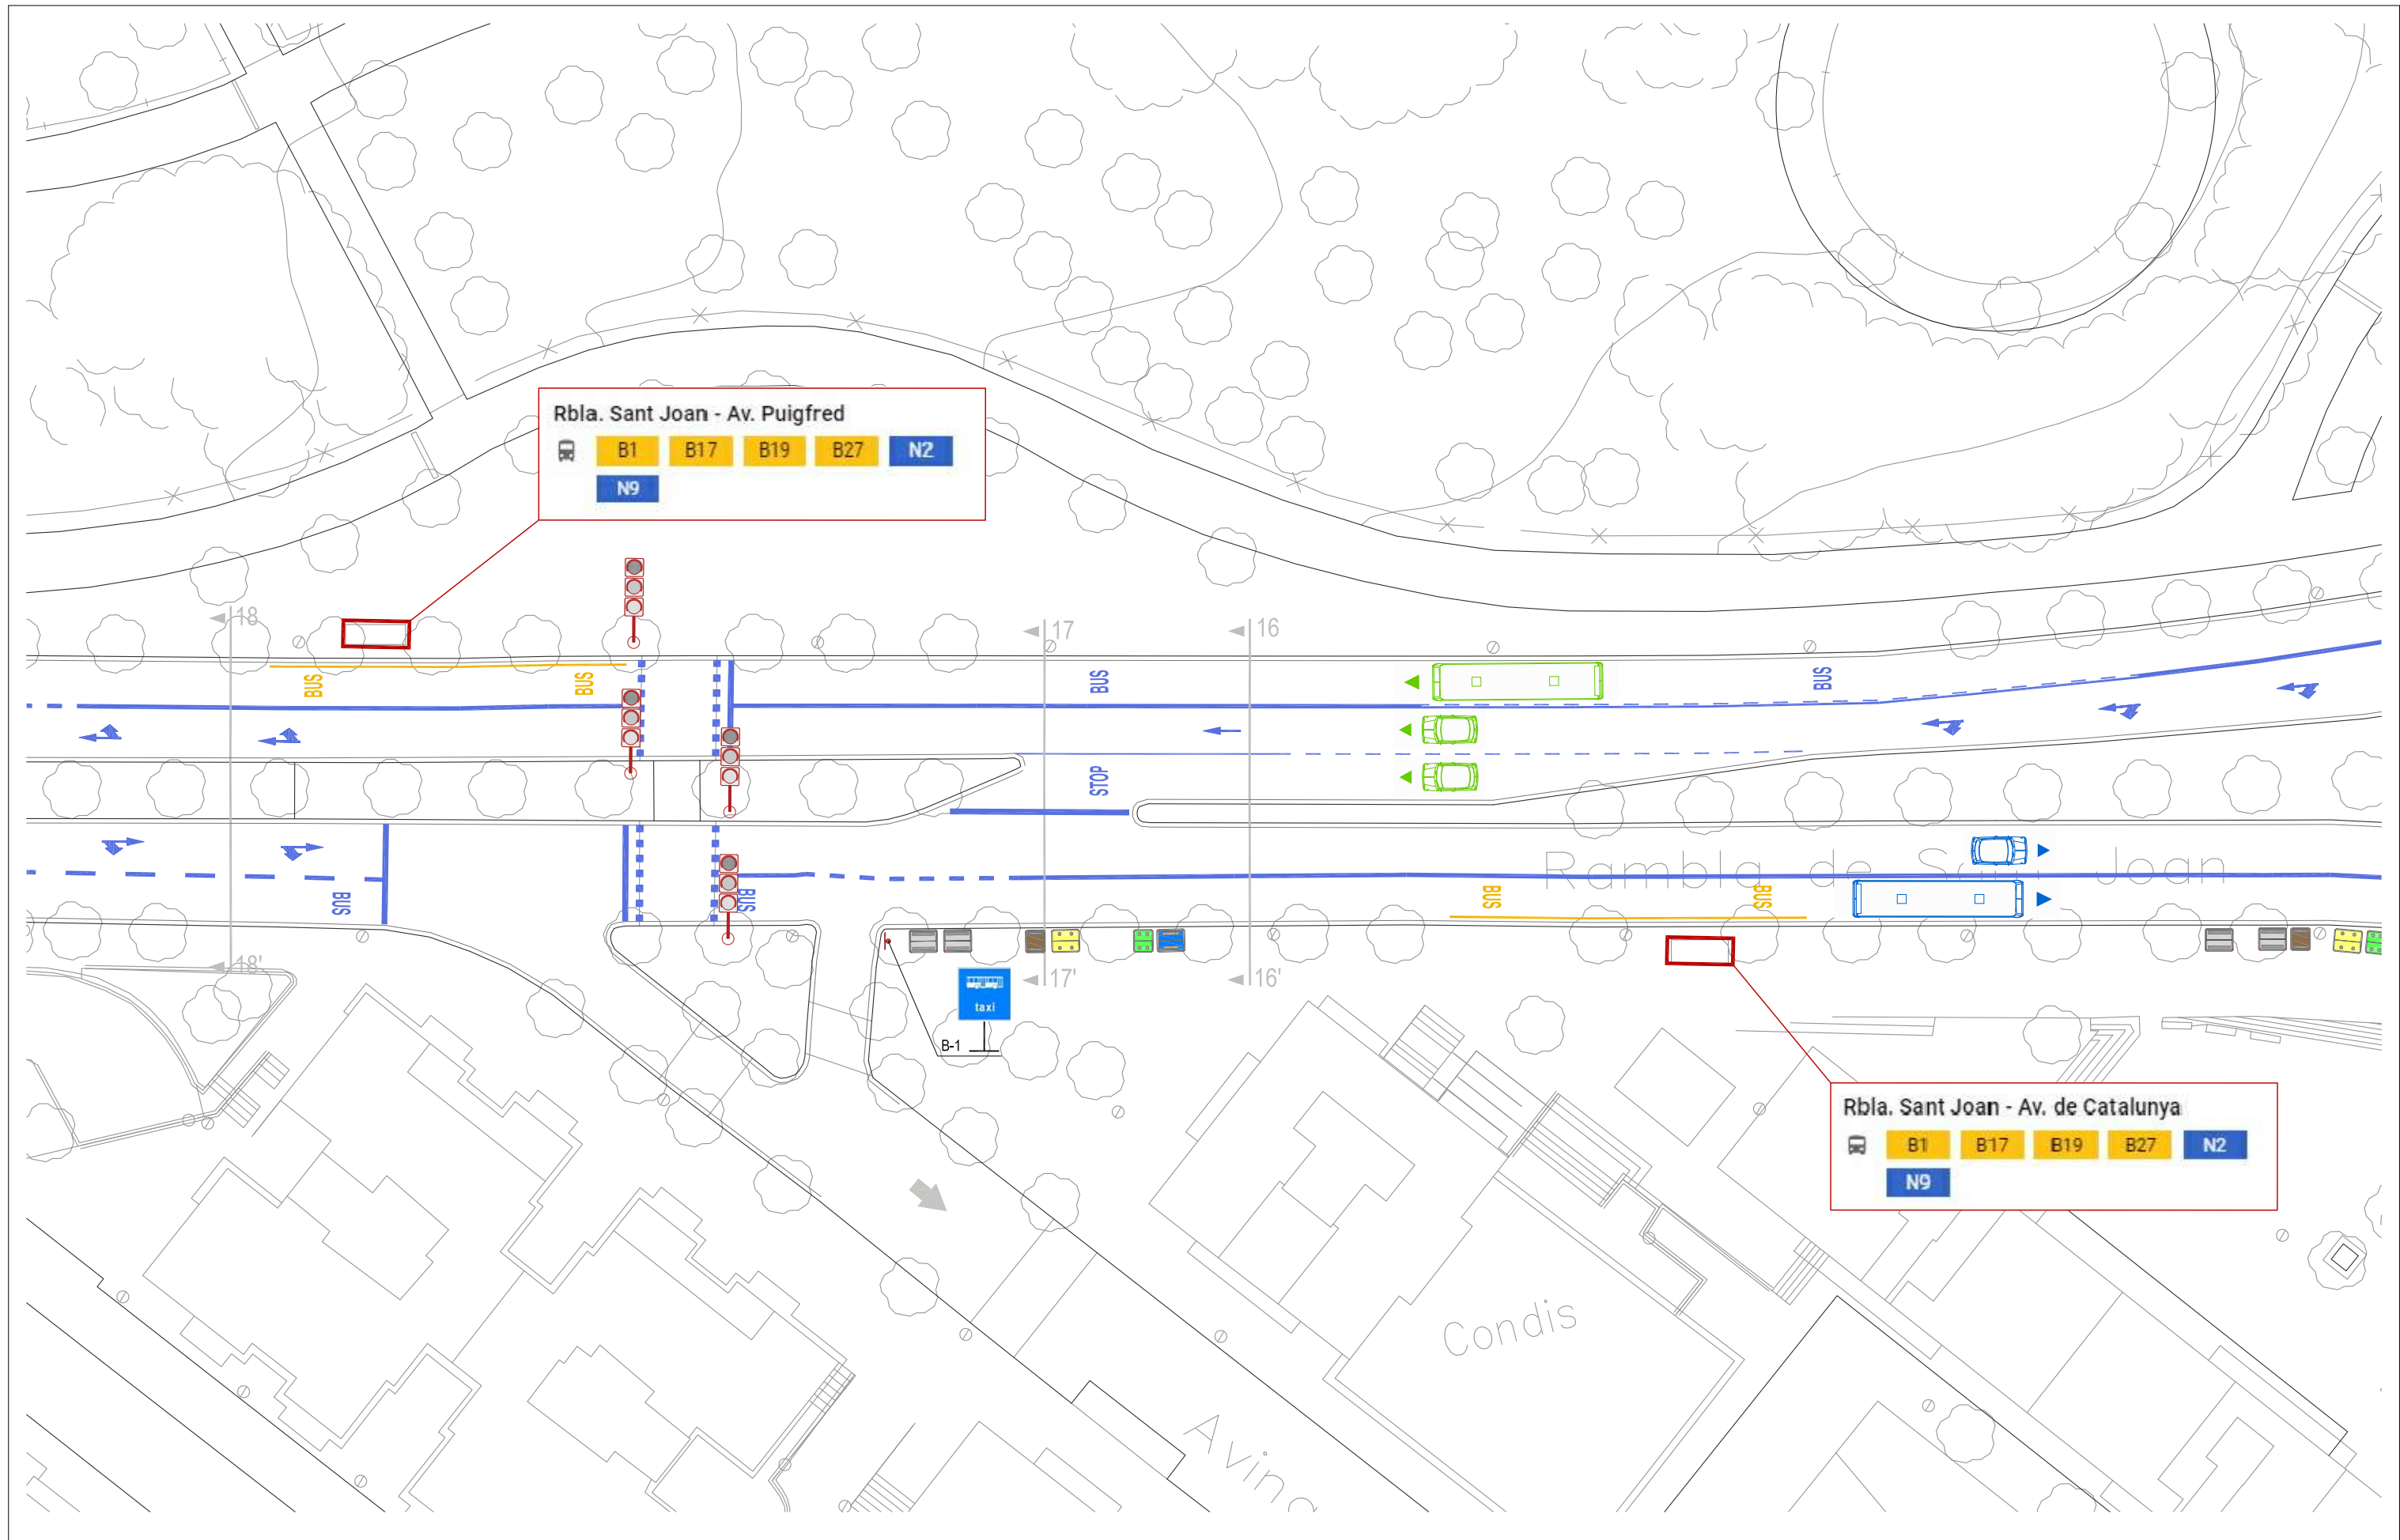 Rbla. Sant Joan - Av. Puigfred
B1 B17 B19 B27 N2
N9
18
17
16
BUS
BUS
BUS
BUS
STOP
Rambla de Sant Joan
BUS
BUS
BUS
BUS
18'
17'
16'
taxi
B-1
Rbla. Sant Joan - Av. de Catalunya
B1 B17 B19 B27 N2
N9
Condis